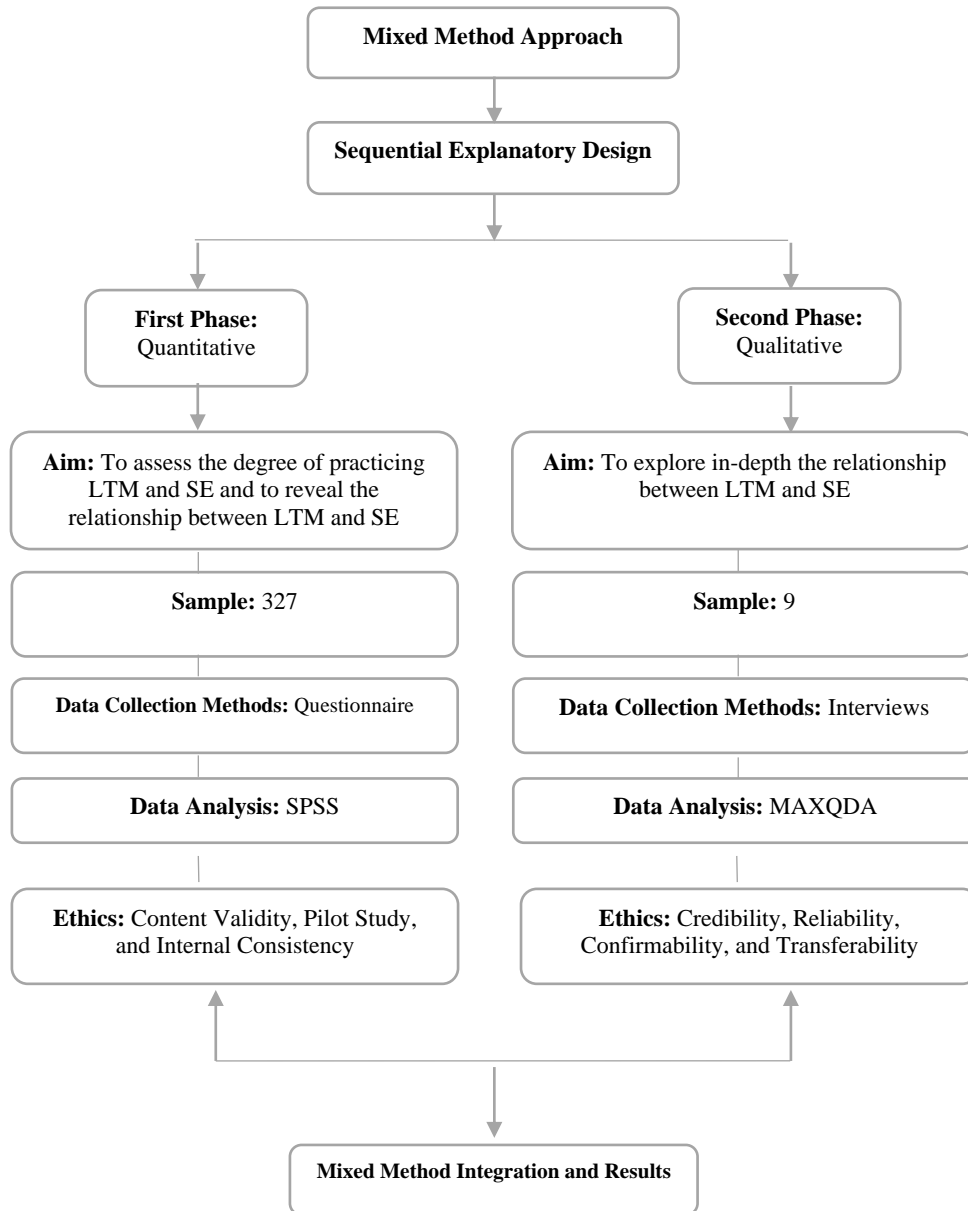 Mixed Method Approach
Sequential Explanatory Design
First Phase:
Quantitative
Second Phase:
Qualitative
Aim: To assess the degree of practicing
LTM and SE and to reveal the
relationship between LTM and SE
Aim: To explore in-depth the relationship
between LTM and SE
Sample: 327
Sample: 9
Data Collection Methods: Questionnaire
Data Collection Methods: Interviews
Data Analysis: SPSS
Data Analysis: MAXQDA
Ethics: Content Validity, Pilot Study,
and Internal Consistency
Ethics: Credibility, Reliability,
Confirmability, and Transferability
Mixed Method Integration and Results